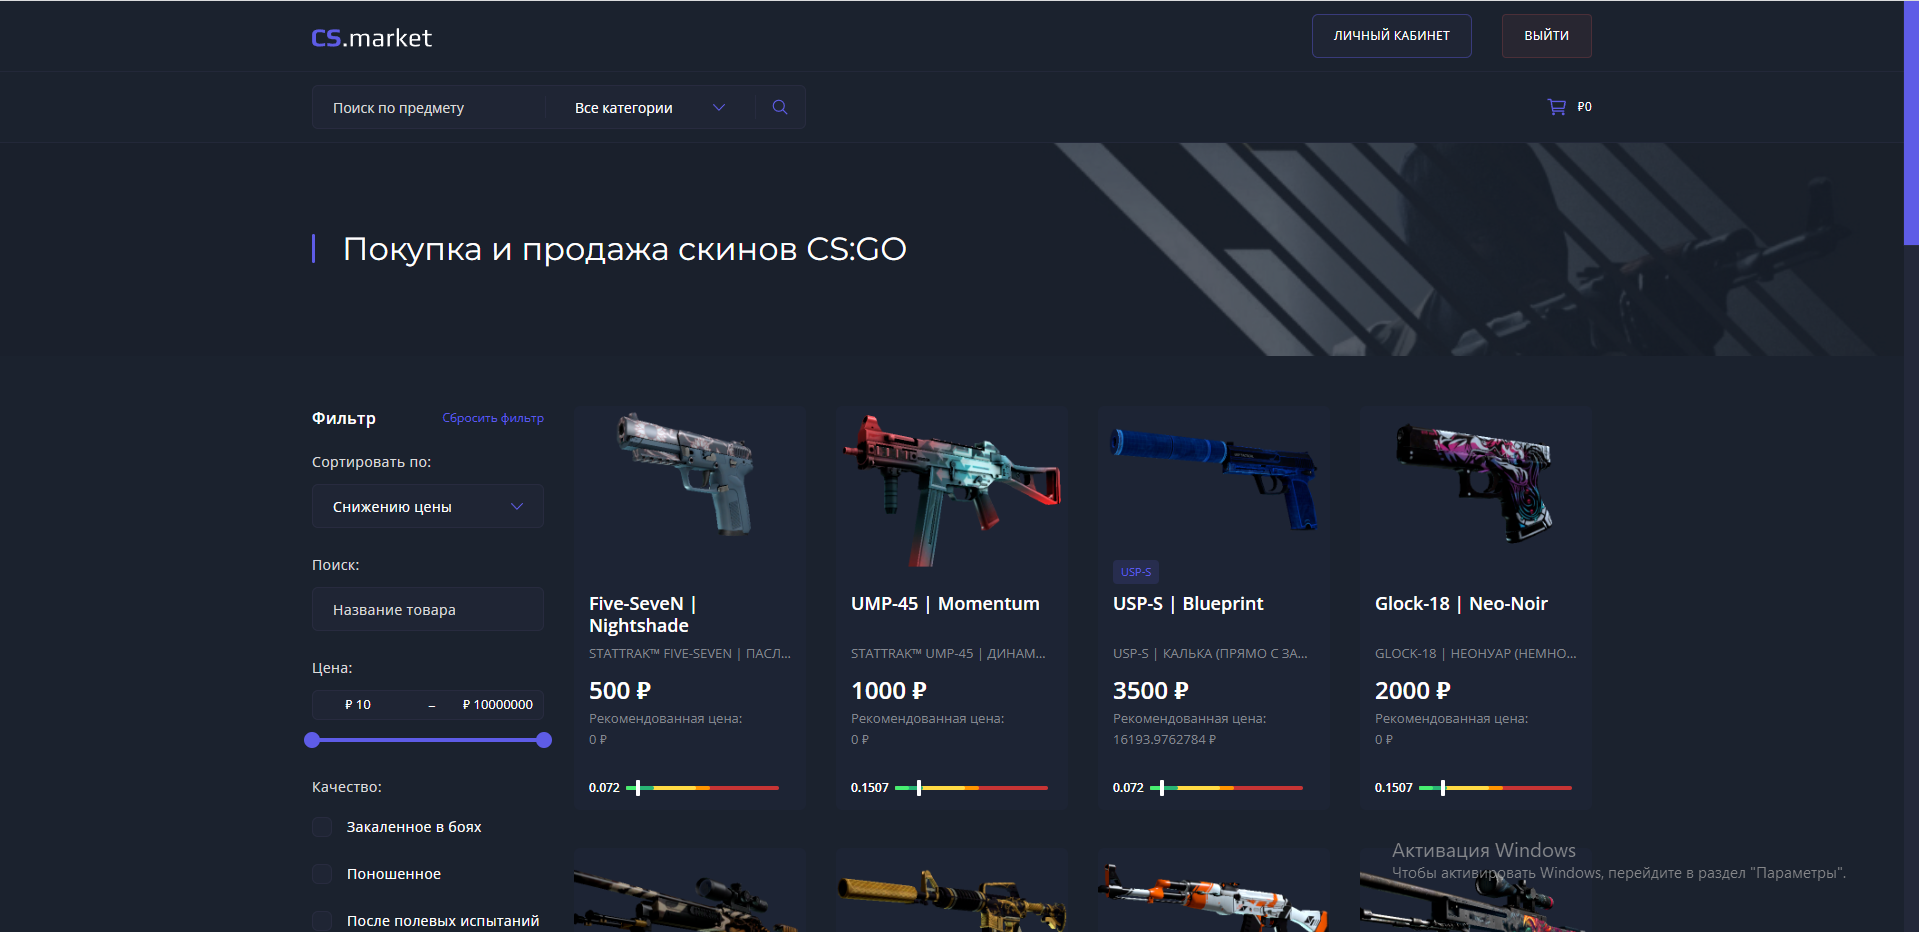 CS.market
ЛИЧНЫЙ КАБИНЕТ
ВЫЙТИ
Поиск по предмету
Все категории
₽0
Покупка и продажа скинов CS:GO
Фильтр
Сбросить фильтр
Сортировать по:
Снижению цены
Поиск:
Название товара
Цена:
₽ 10 – ₽ 10000000
Качество:
Закаленное в боях
Поношенное
После полевых испытаний
Five-SeveN |
Nightshade
STATTRAK™ FIVE-SEVEN | ПАСЛ...
500 ₽
Рекомендованная цена:
0 ₽
0.072
UMP-45 | Momentum
STATTRAK™ UMP-45 | ДИНАМ...
1000 ₽
Рекомендованная цена:
0 ₽
0.1507
USP-S
USP-S | Blueprint
USP-S | КАЛЬКА (ПРЯМО С ЗА...
3500 ₽
Рекомендованная цена:
16193.9762784 ₽
0.072
Glock-18 | Neo-Noir
GLOCK-18 | НЕОНУАР (НЕМНО...
2000 ₽
Рекомендованная цена:
0 ₽
0.1507
Активация Windows
Чтобы активировать Windows, перейдите в раздел "Параметры".